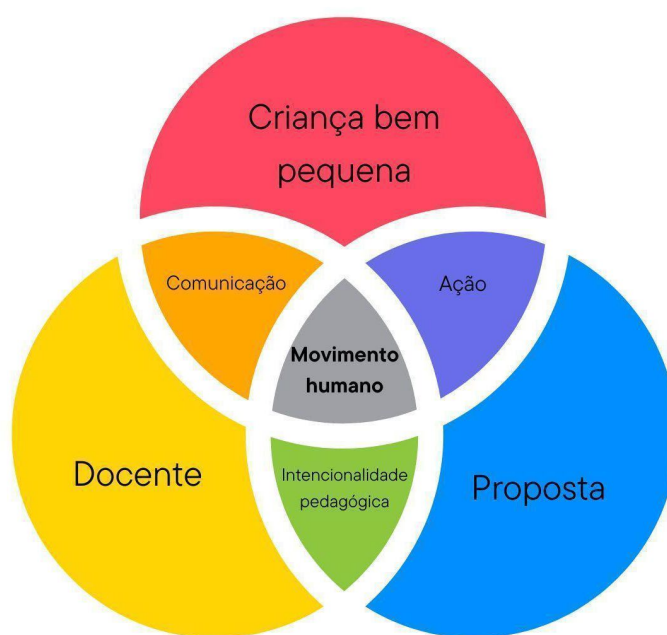 Criança bem
pequena
Comunicação
Ação
Movimento
humano
Docente
Intencionalidade
pedagógica
Proposta